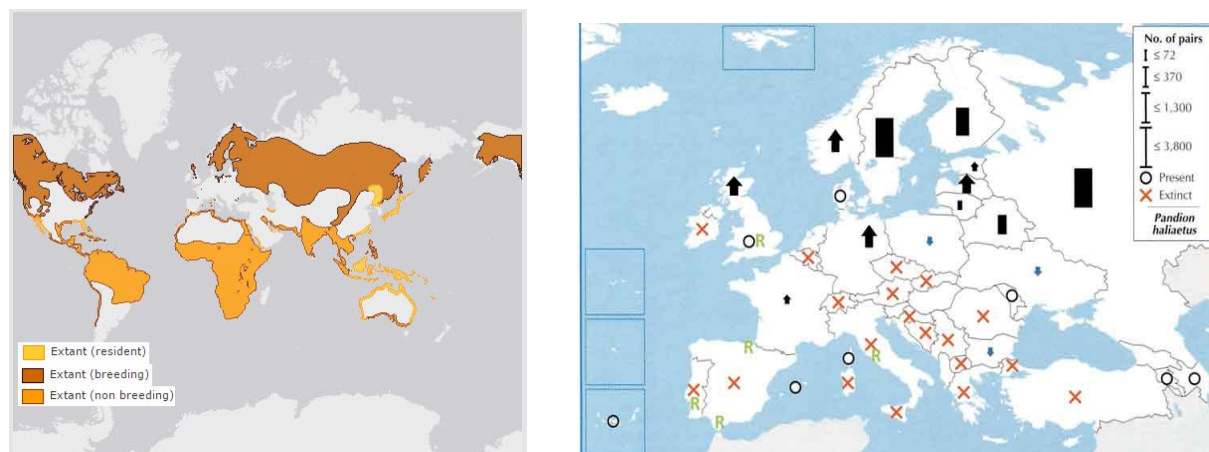 Extant (resident)
Extant (breeding)
Extant (non breeding)
No. of pairs
≤ 72
≤ 370
≤ 1,300
≤ 3,800
Present
Extinct
Pandion
haliaetus
R
R
R
R
R